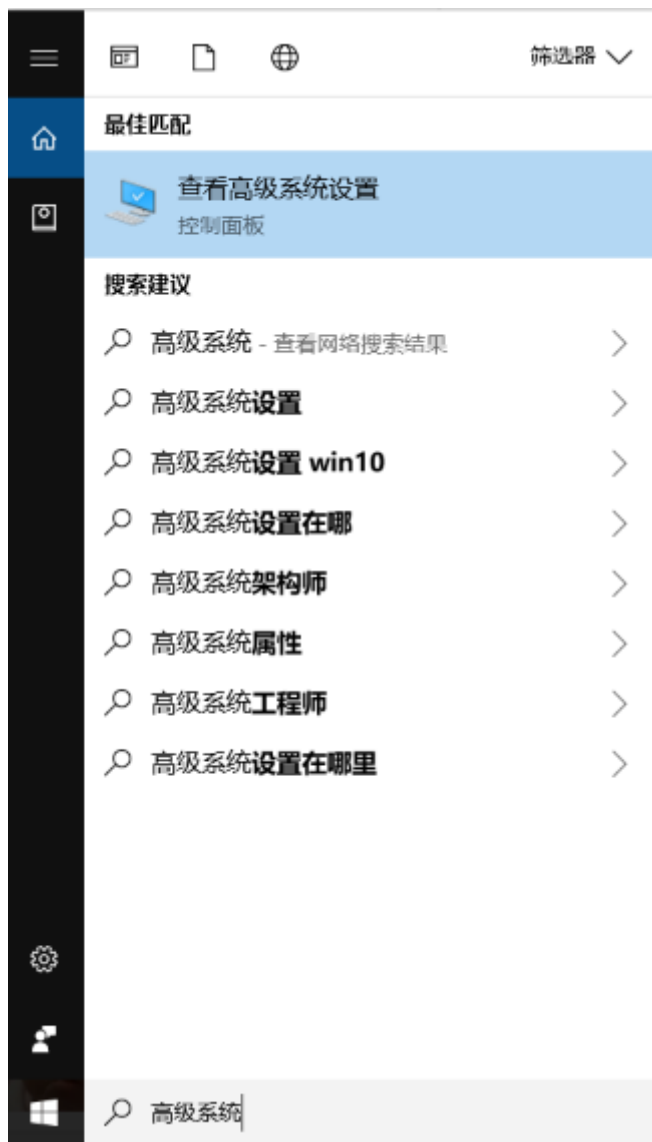 筛选器
最佳匹配
查看高级系统设置
控制面板
搜索建议
高级系统 - 查看网络搜索结果
高级系统设置
高级系统设置 win10
高级系统设置在哪
高级系统架构师
高级系统属性
高级系统工程师
高级系统设置在哪里
高级系统